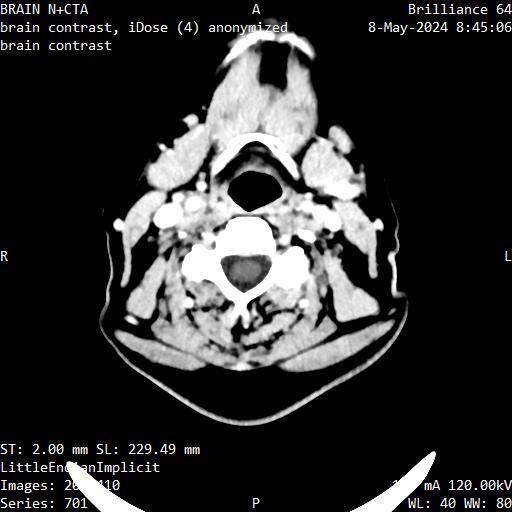 BRAIN N+CTA
A
Brilliance 64
brain contrast, iDose (4) anonymized
8-May-2024 8:45:06
brain contrast
R
L
ST: 2.00 mm SL: 229.49 mm
LittleEndianImplicit
Images:
mA 120.00kV
Series: 701
P
WL: 40 WW: 80